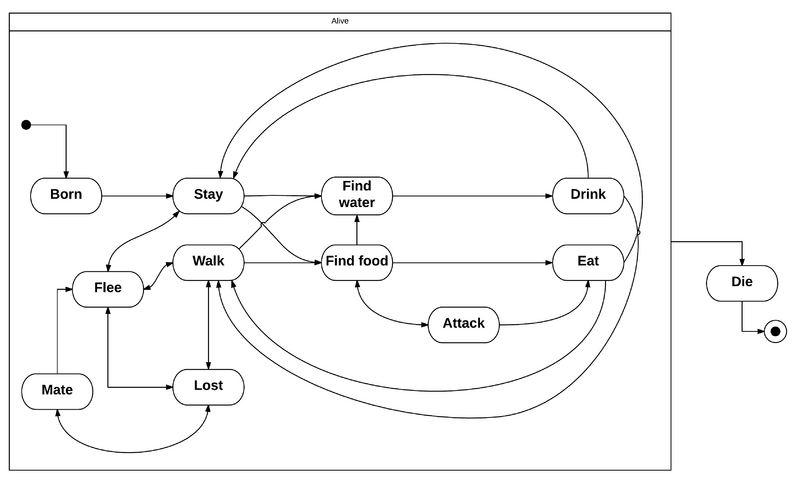 Alive
Born
Stay
Find
water
Drink
Flee
Walk
Find food
Eat
Die
Attack
Mate
Lost